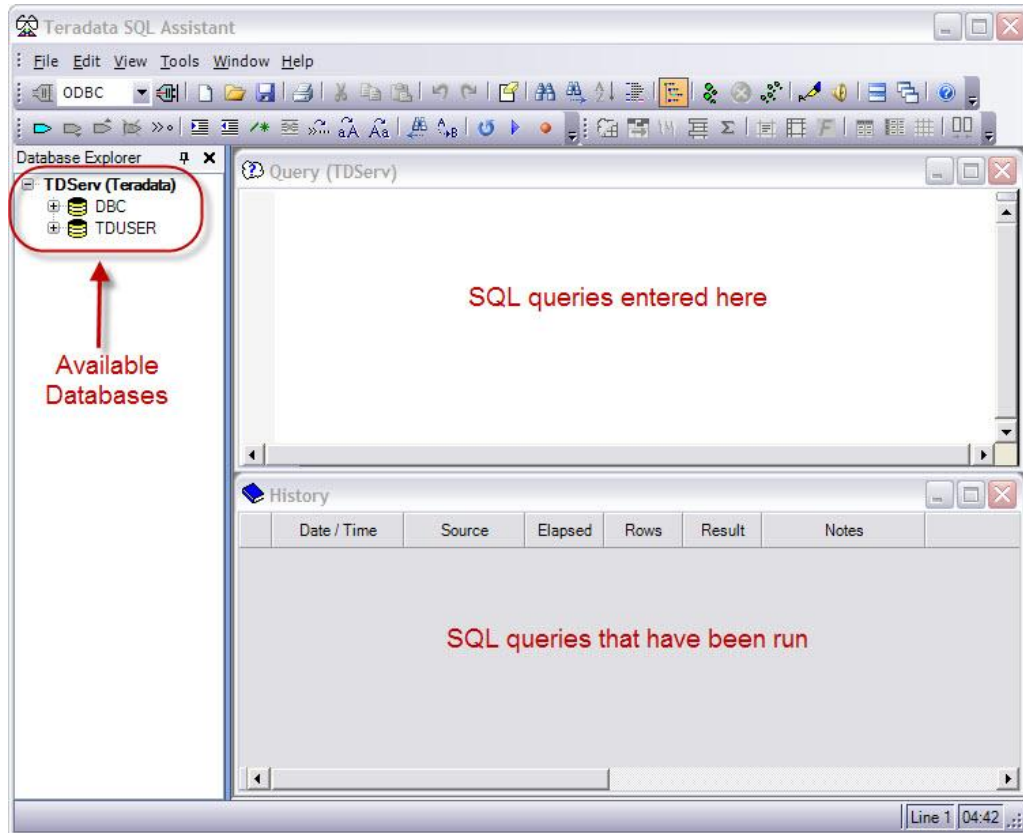 Teradata SQL Assistant
File Edit View Tools Window Help
ODBC
Database Explorer
TDServ (Teradata)
DBC
TDUSER
Available
Databases
Query (TDServ)
SQL queries entered here
History
Date / Time Source Elapsed Rows Result Notes
SQL queries that have been run
Line 1 04:42